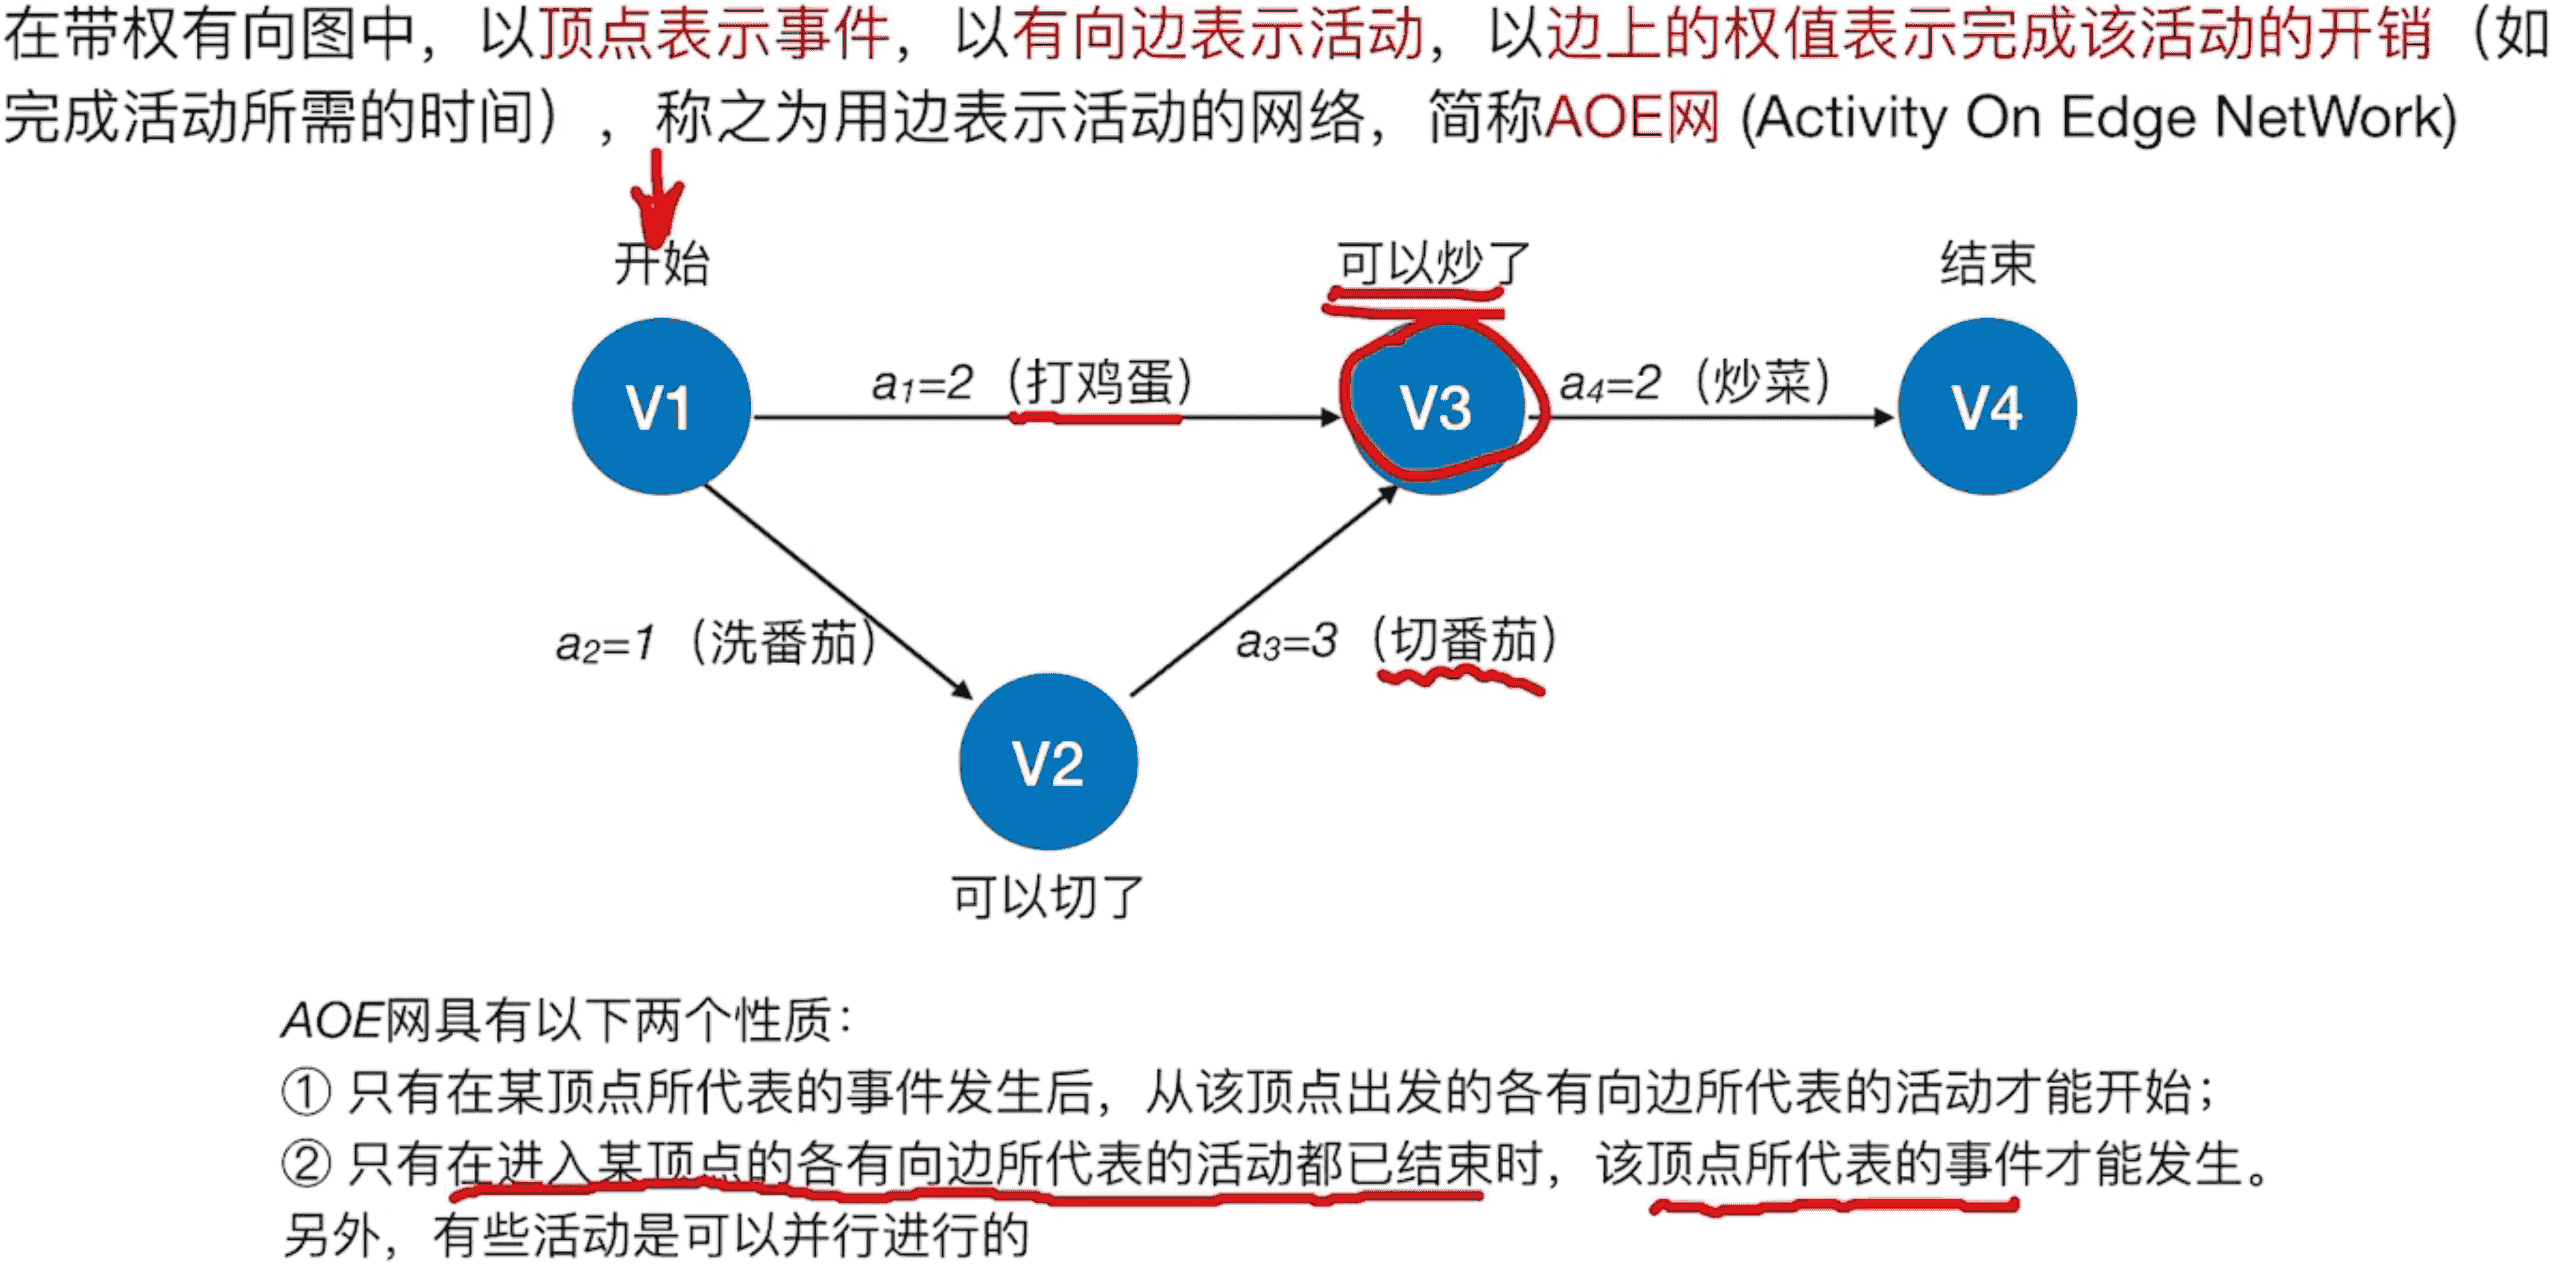 在带权有向图中，以顶点表示事件，以有向边表示活动，以边上的权值表示完成该活动的开销（如
完成活动所需的时间），称之为用边表示活动的网络，简称AOE网 (Activity On Edge NetWork)
开始
可以炒了
结束
V1
a₁=2（打鸡蛋）
V3
a₄=2（炒菜）
V4
a₂=1（洗番茄）
a₃=3（切番茄）
V2
可以切了
AOE网具有以下两个性质：
① 只有在某顶点所代表的事件发生后，从该顶点出发的各有向边所代表的活动才能开始；
② 只有在进入某顶点的各有向边所代表的活动都已结束时，该顶点所代表的事件才能发生。
另外，有些活动是可以并行进行的